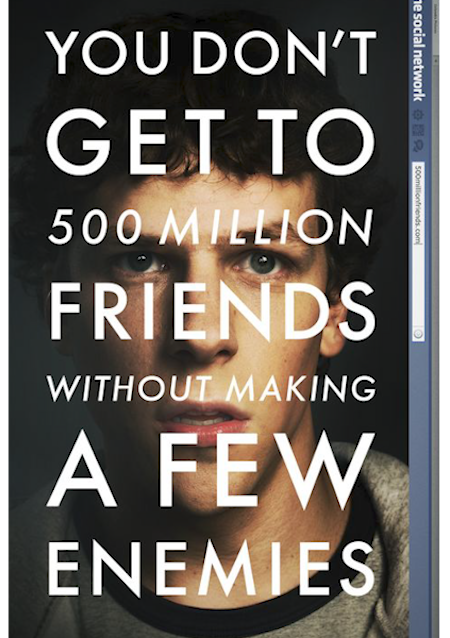 YOU DON'T
GET TO
500 MILLION
FRIENDS
WITHOUT MAKING
A FEW
ENEMIES
he social network
500millionfriends.com